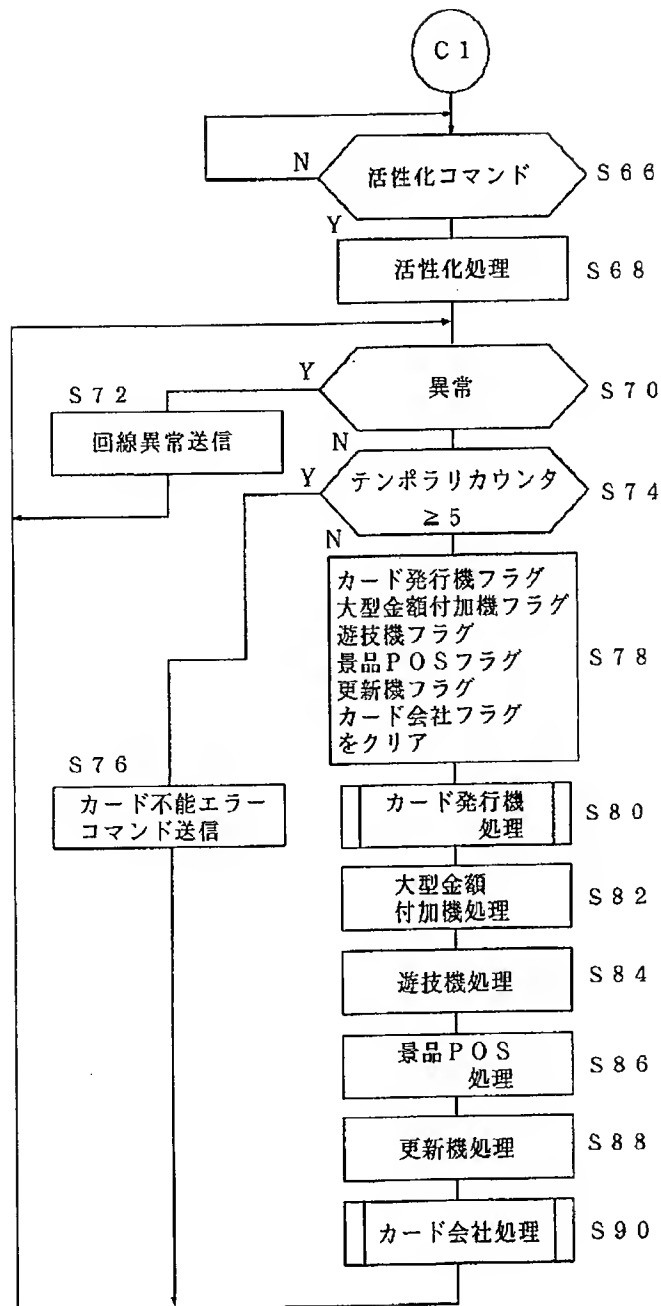 C1
N
活性化コマンド
S66
Y
活性化処理
S68
Y
異常
S70
S72
回線異常送信
N
Y
テンポラリカウンタ
≧5
S74
N
カード発行機フラグ
大型金額付加機フラグ
遊技機フラグ
景品POSフラグ
更新機フラグ
カード会社フラグ
をクリア
S78
S76
カード不能エラー
コマンド送信
カード発行機
処理
S80
大型金額
付加機処理
S82
遊技機処理
S84
景品POS
処理
S86
更新機処理
S88
カード会社処理
S90